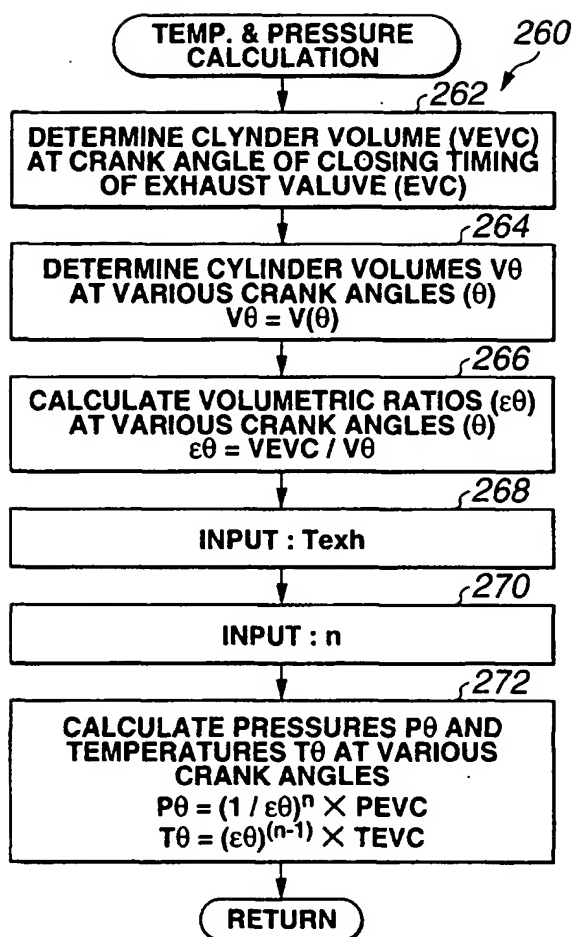 TEMP. & PRESSURE
CALCULATION
260
262
DETERMINE CLYNDER VOLUME (VEVC)
AT CRANK ANGLE OF CLOSING TIMING
OF EXHAUST VALUVE (EVC)
264
DETERMINE CYLINDER VOLUMES Vθ
AT VARIOUS CRANK ANGLES (θ)
Vθ = V(θ)
266
CALCULATE VOLUMETRIC RATIOS (εθ)
AT VARIOUS CRANK ANGLES (θ)
εθ = VEVC / Vθ
268
INPUT : Texh
270
INPUT : n
272
CALCULATE PRESSURES Pθ AND
TEMPERATURES Tθ AT VARIOUS
CRANK ANGLES
Pθ = (1 / εθ)ⁿ × PEVC
Tθ = (εθ)⁽ⁿ⁻¹⁾ × TEVC
RETURN